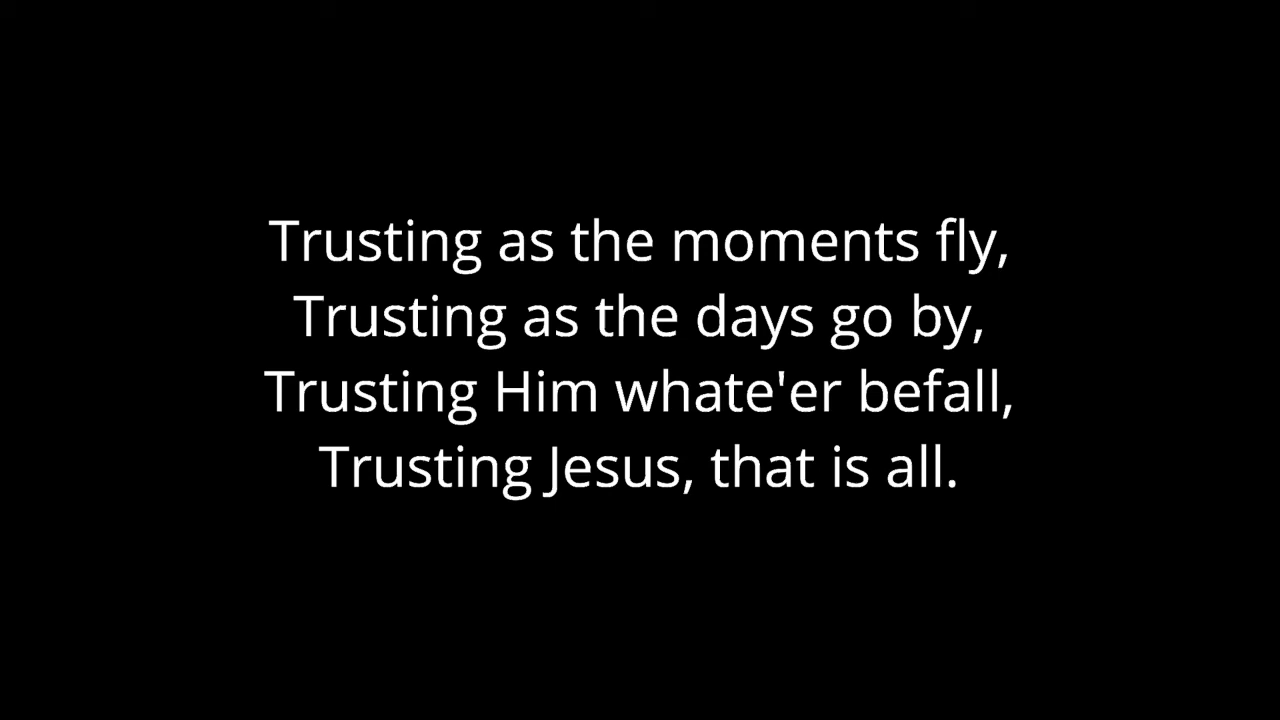 Trusting as the moments fly,
Trusting as the days go by,
Trusting Him whate'er befall,
Trusting Jesus, that is all.